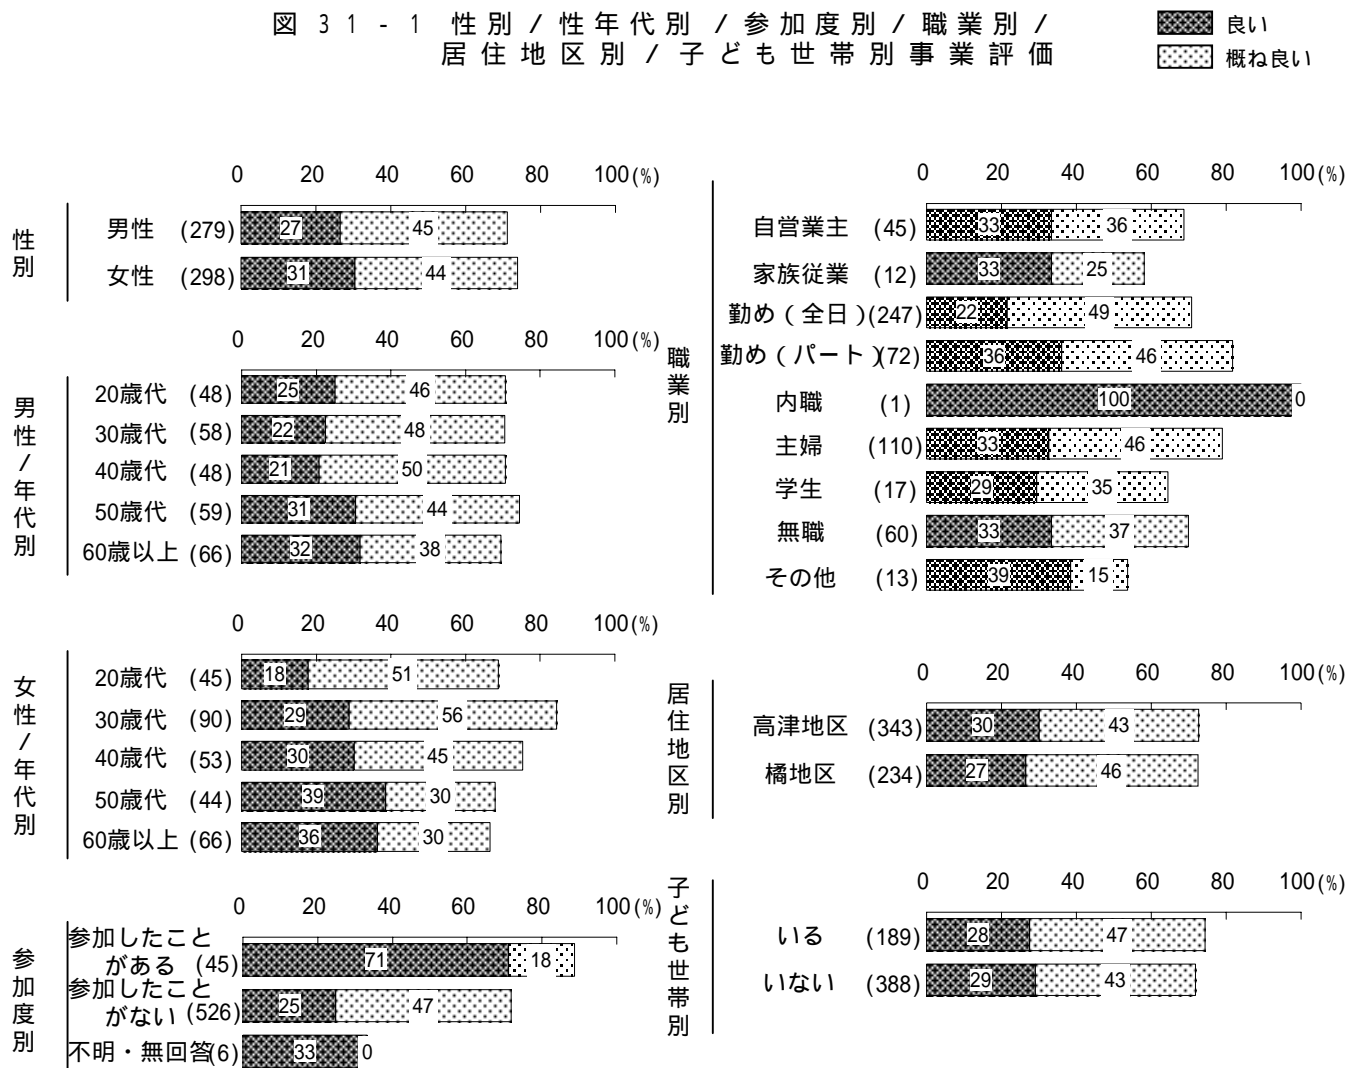 図 31-1 性別/性年代別/参加度別/職業別/
居住地区別/子ども世帯別事業評価
良い
概ね良い
0 20 40 60 80 100(%)
性別
男性 (279) 27 45
女性 (298) 31 44
0 20 40 60 80 100(%)
男性/年代別
20歳代 (48) 25 46
30歳代 (58) 22 48
40歳代 (48) 21 50
50歳代 (59) 31 44
60歳以上 (66) 32 38
0 20 40 60 80 100(%)
女性/年代別
20歳代 (45) 18 51
30歳代 (90) 29 56
40歳代 (53) 30 45
50歳代 (44) 39 30
60歳以上 (66) 36 30
0 20 40 60 80 100(%)
参加度別
参加したこと
がある (45) 71 18
参加したこと
がない (526) 25 47
不明・無回答(6) 33 0
0 20 40 60 80 100(%)
職業別
自営業主 (45) 33 36
家族従業 (12) 33 25
勤め(全日)(247) 22 49
勤め(パート)(72) 36 46
内職 (1) 100 0
主婦 (110) 33 46
学生 (17) 29 35
無職 (60) 33 37
その他 (13) 39 15
0 20 40 60 80 100(%)
居住地区別
高津地区 (343) 30 43
橘地区 (234) 27 46
0 20 40 60 80 100(%)
子ども世帯別
いる (189) 28 47
いない (388) 29 43